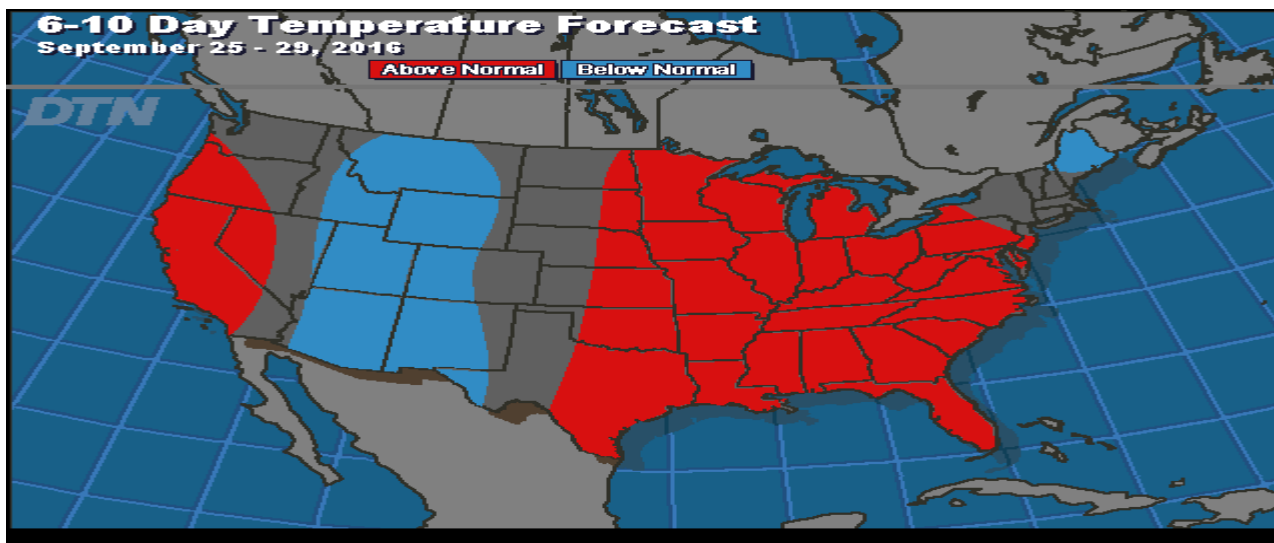 6-10 Day Temperature Forecast
September 25 - 29, 2016
Above Normal Below Normal
DTN